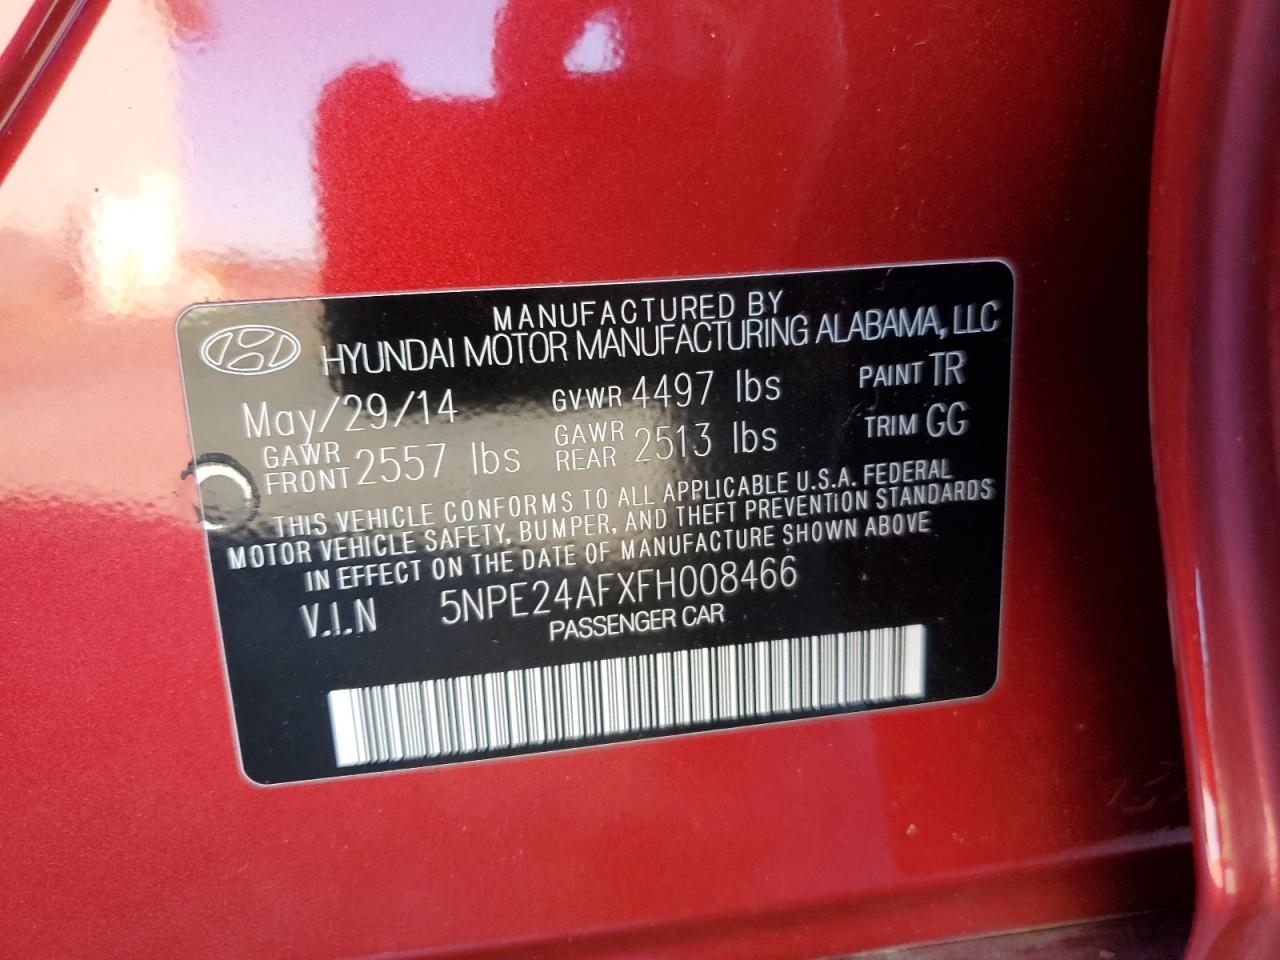 MANUFACTURED BY
HYUNDAI MOTOR MANUFACTURING ALABAMA, LLC
May/29/14 GVWR 4497 lbs PAINT TR
GAWR FRONT 2557 lbs GAWR REAR 2513 lbs TRIM GG
THIS VEHICLE CONFORMS TO ALL APPLICABLE U.S.A. FEDERAL
MOTOR VEHICLE SAFETY, BUMPER, AND THEFT PREVENTION STANDARDS
IN EFFECT ON THE DATE OF MANUFACTURE SHOWN ABOVE
V.I.N 5NPE24AFXFH008466
PASSENGER CAR